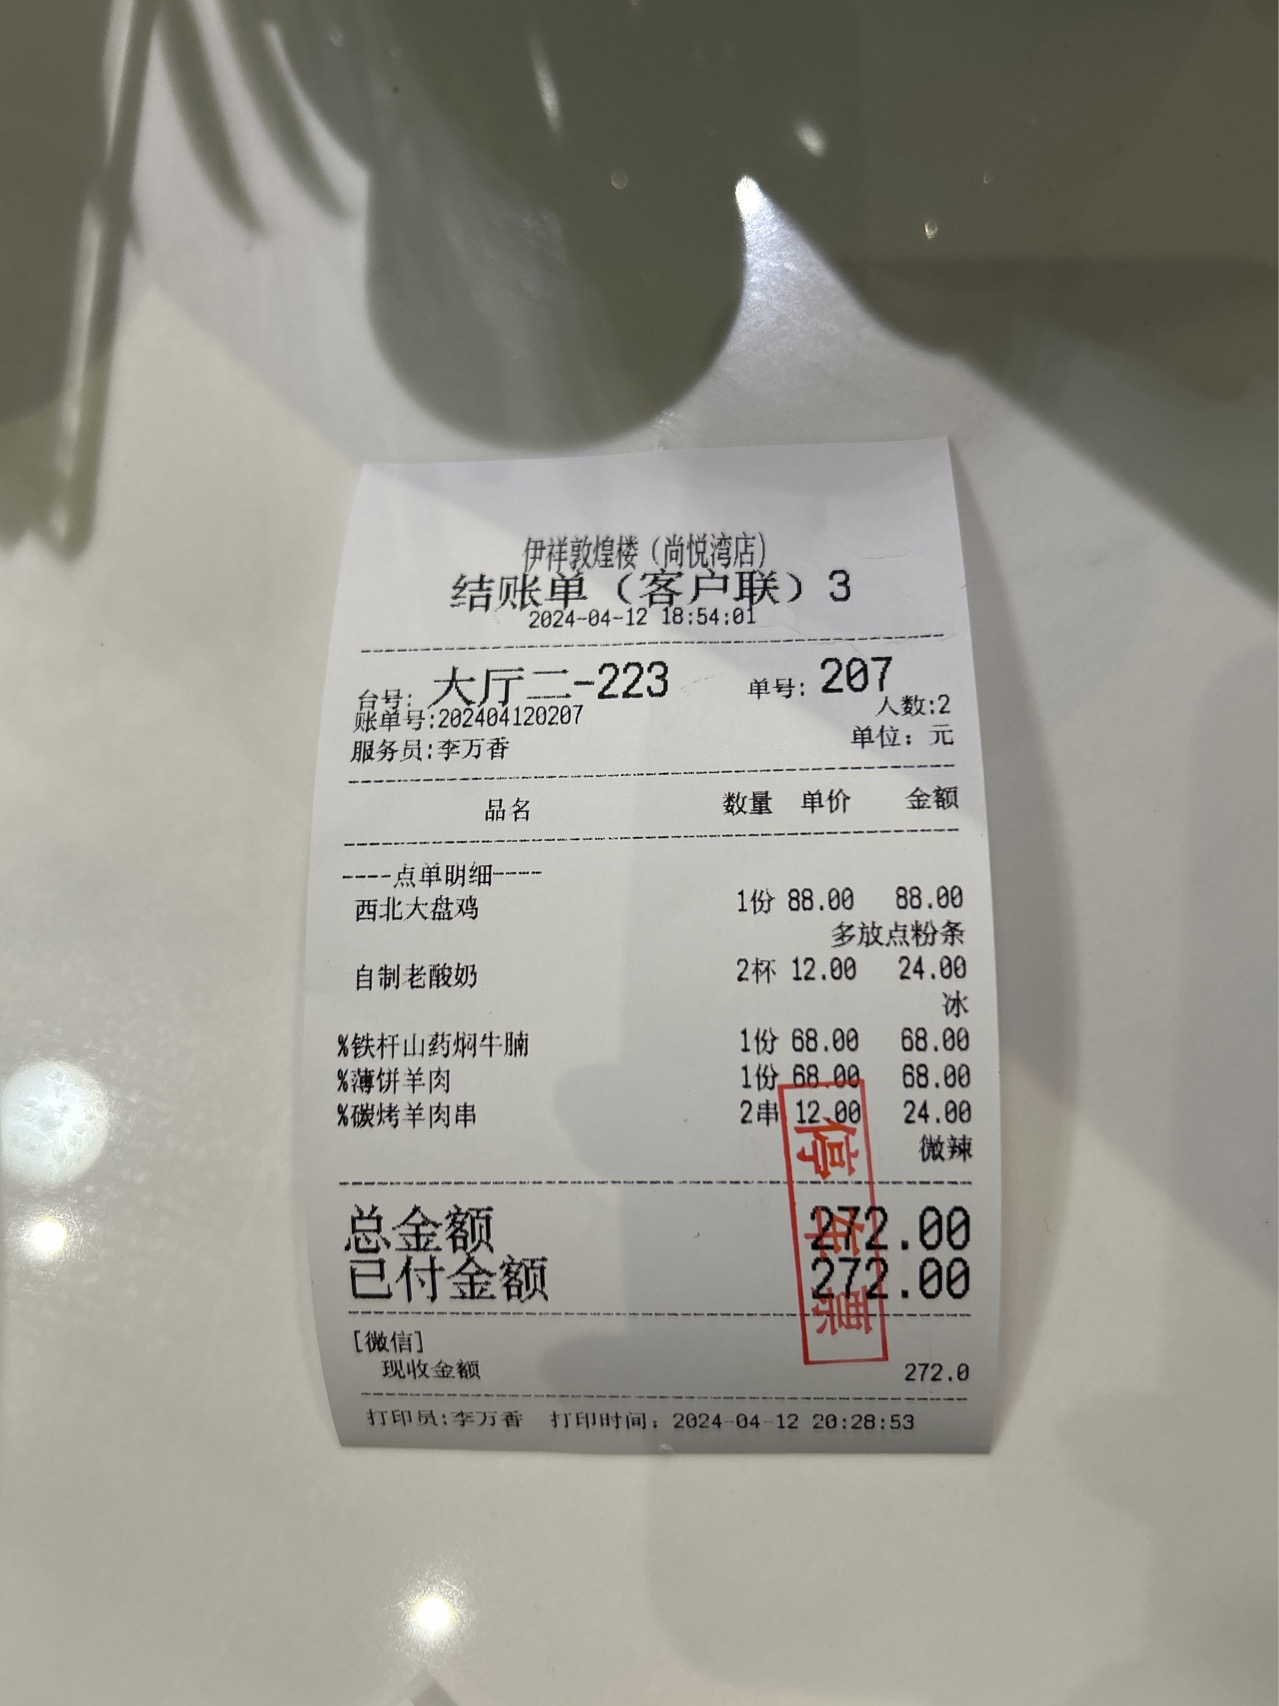 伊祥敦煌楼（尚悦湾店）
结账单（客户联）3
2024-04-12 18:54:01
台号: 大厅二-223 单号: 207
账单号:202404120207 人数:2
服务员:李万香 单位: 元
品名 数量 单价 金额
----点单明细----
西北大盘鸡 1份 88.00 88.00
多放点粉条
自制老酸奶 2杯 12.00 24.00
冰
%铁杆山药焖牛腩 1份 68.00 68.00
%薄饼羊肉 1份 68.00 68.00
%碳烤羊肉串 2串 12.00 24.00
微辣
总金额 272.00
已付金额 272.00
停车票
[微信]
现收金额 272.0
打印员:李万香 打印时间: 2024-04-12 20:28:53